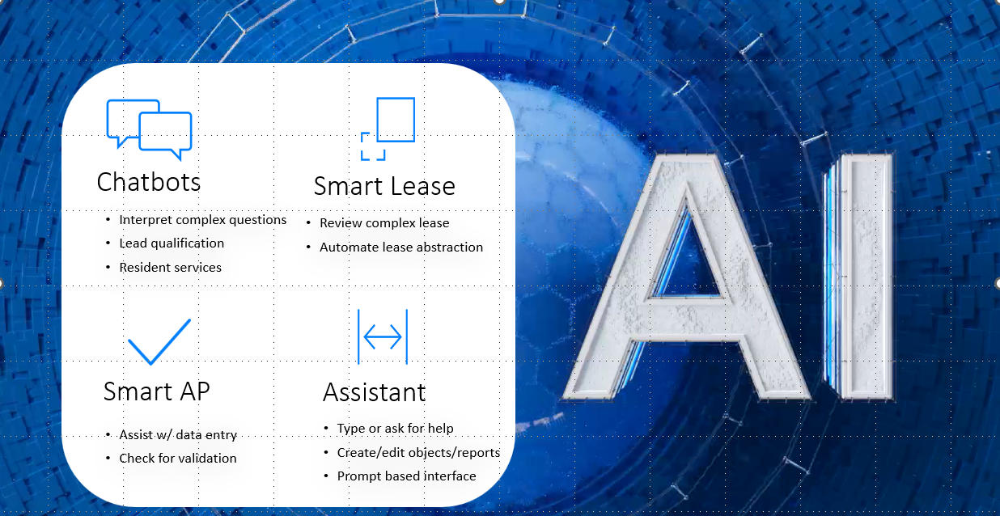 Chatbots
• Interpret complex questions
• Lead qualification
• Resident services
Smart Lease
• Review complex lease
• Automate lease abstraction
Smart AP
• Assist w/ data entry
• Check for validation
Assistant
• Type or ask for help
• Create/edit objects/reports
• Prompt based interface
AI